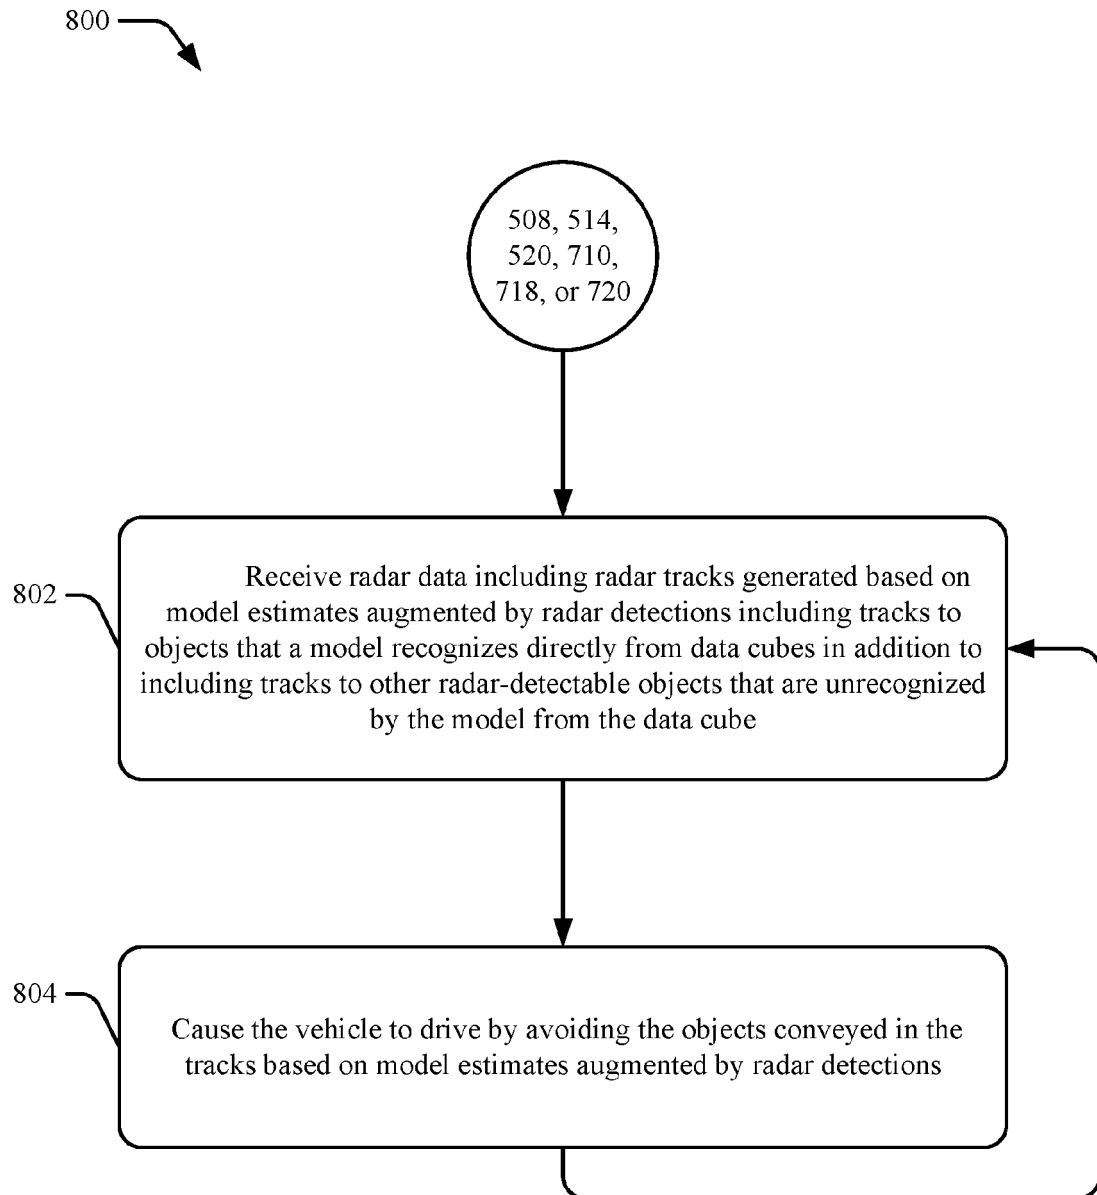 800
508, 514,
520, 710,
718, or 720
802
Receive radar data including radar tracks generated based on
model estimates augmented by radar detections including tracks to
objects that a model recognizes directly from data cubes in addition to
including tracks to other radar-detectable objects that are unrecognized
by the model from the data cube
804
Cause the vehicle to drive by avoiding the objects conveyed in the
tracks based on model estimates augmented by radar detections